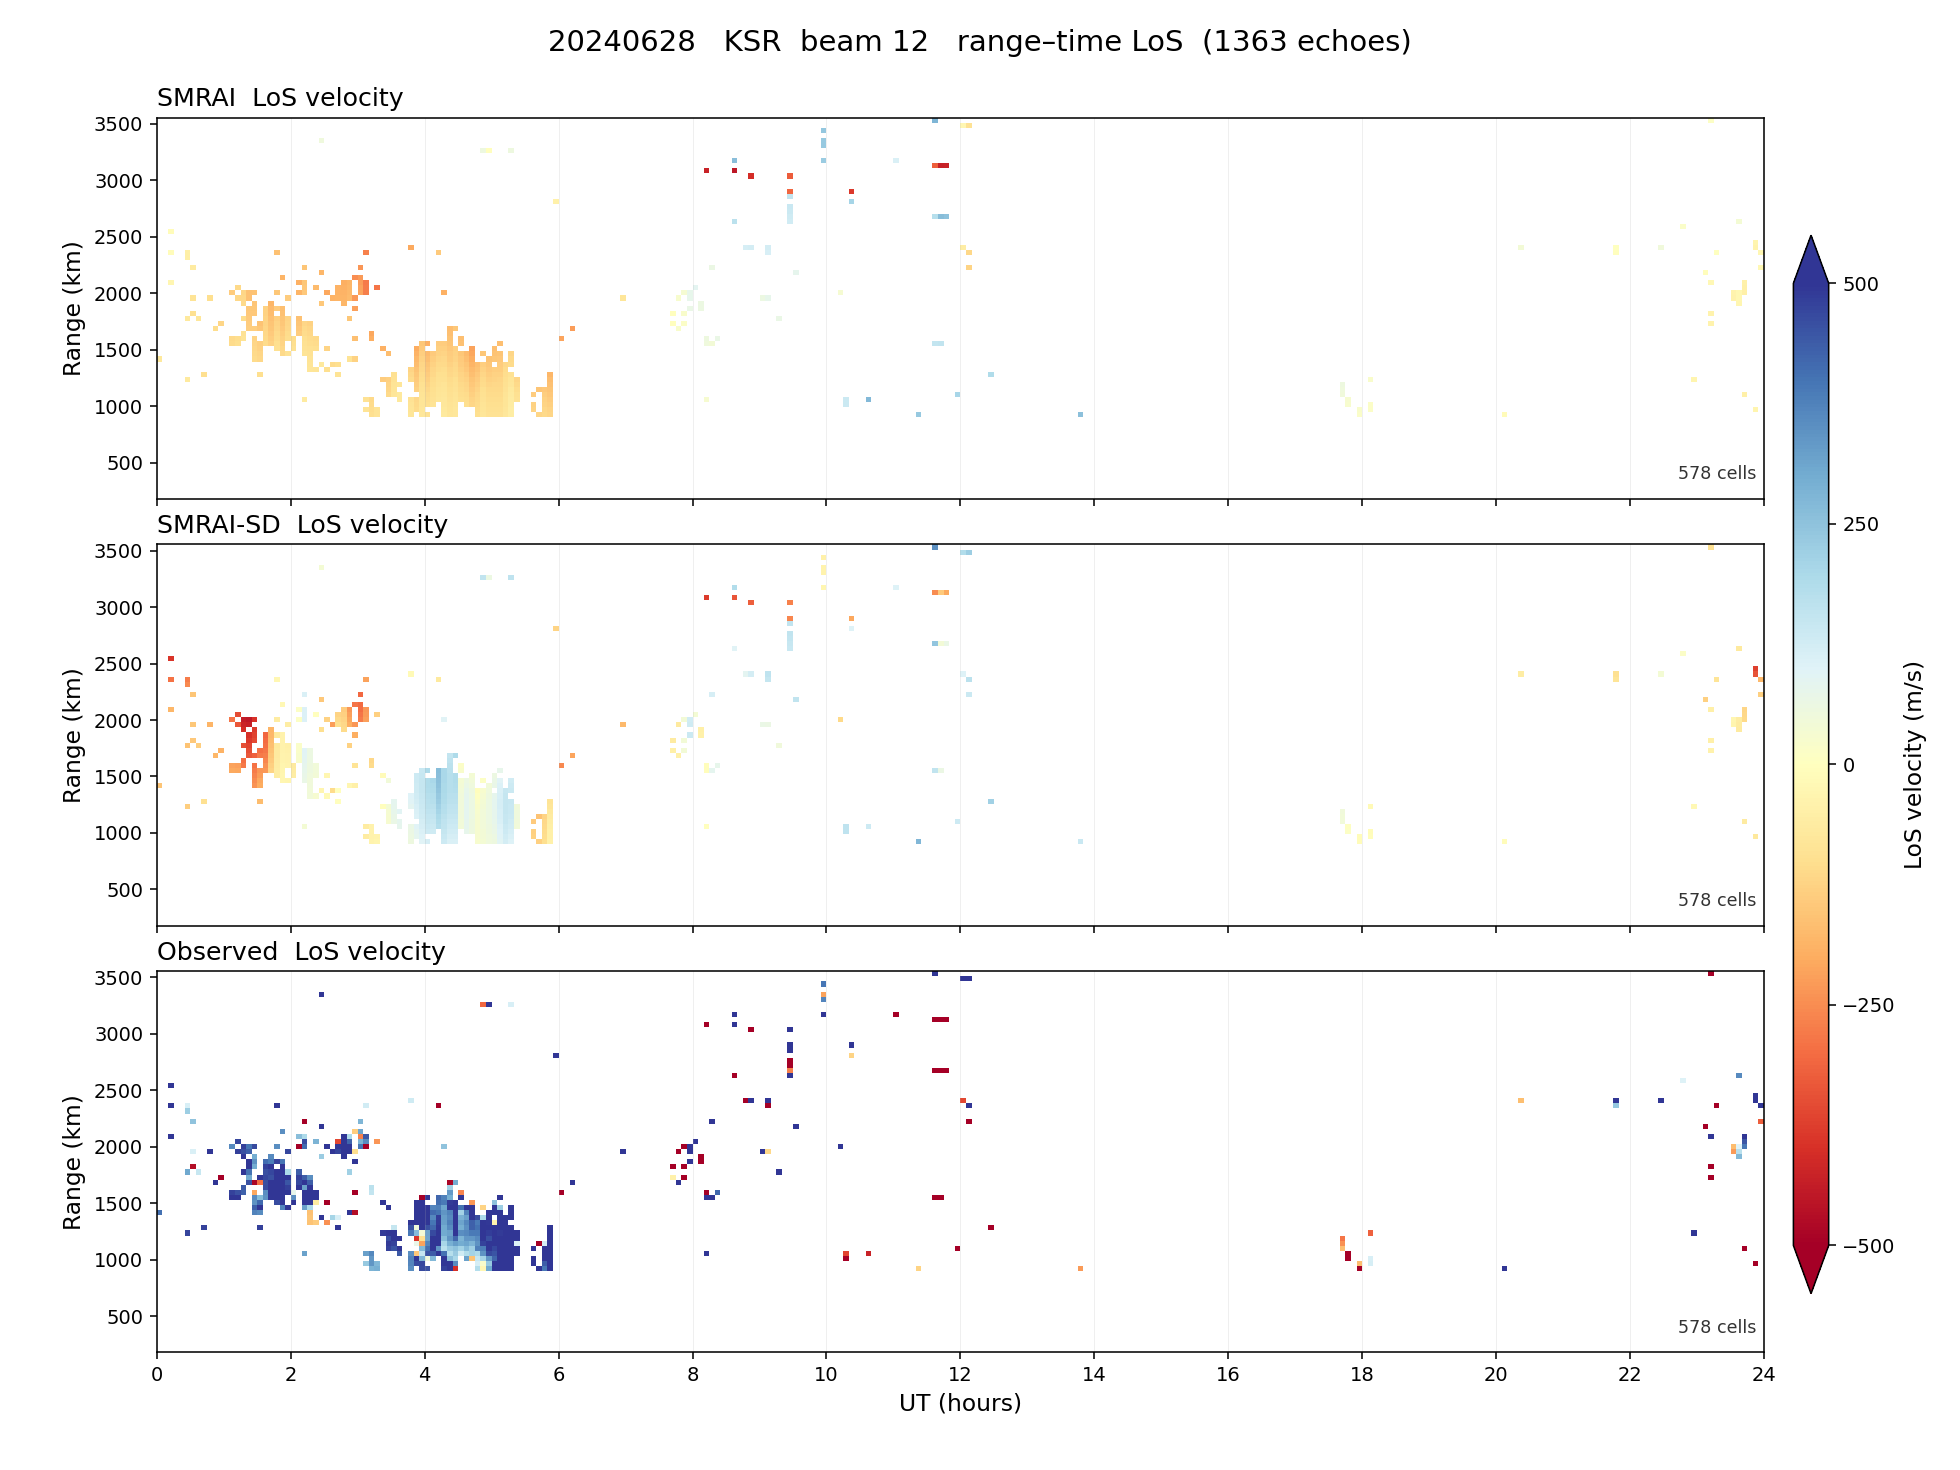 20240628   KSR  beam 12   range–time LoS  (1363 echoes)
SMRAI  LoS velocity
3500
3000
2500
2000
1500
1000
500
Range (km)
578 cells
SMRAI-SD  LoS velocity
3500
3000
2500
2000
1500
1000
500
Range (km)
578 cells
Observed  LoS velocity
3500
3000
2500
2000
1500
1000
500
Range (km)
578 cells
0 2 4 6 8 10 12 14 16 18 20 22 24
UT (hours)
500
250
0
−250
−500
LoS velocity (m/s)